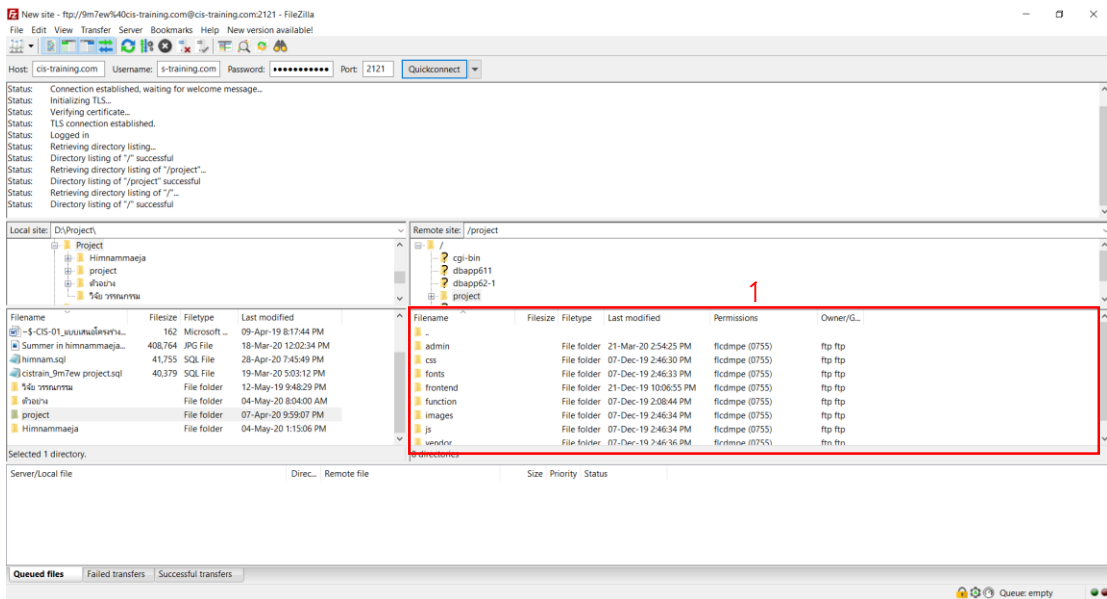 New site - ftp://9m7ew%40cis-training.com@cis-training.com:2121 - FileZilla
File Edit View Transfer Server Bookmarks Help New version available!
Host: cis-training.com Username: s-training.com Password: ●●●●●●●●●●● Port: 2121 Quickconnect
Status: Connection established, waiting for welcome message...
Status: Initializing TLS...
Status: Verifying certificate...
Status: TLS connection established.
Status: Logged in
Status: Retrieving directory listing...
Status: Directory listing of "/" successful
Status: Retrieving directory listing of "/project"...
Status: Directory listing of "/project" successful
Status: Retrieving directory listing of "/"...
Status: Directory listing of "/" successful
Local site: D:\Project\
Project
Himnammaeja
project
ตัวอย่าง
วิจัย วรรณกรรม
Filename Filesize Filetype Last modified
~$-CIS-01_แบบเสนอโครงร่าง... 162 Microsoft ... 09-Apr-19 8:17:44 PM
Summer in himnammaeja... 408,764 JPG File 18-Mar-20 12:02:34 PM
himnam.sql 41,755 SQL File 28-Apr-20 7:45:49 PM
cistrain_9m7ew project.sql 40,379 SQL File 19-Mar-20 5:03:12 PM
วิจัย วรรณกรรม File folder 12-May-19 9:48:29 PM
ตัวอย่าง File folder 04-May-20 8:04:00 AM
project File folder 07-Apr-20 9:59:07 PM
Himnammaeja File folder 04-May-20 1:15:06 PM
Selected 1 directory.
Remote site: /project
/
cgi-bin
dbapp611
dbapp62-1
project
1
Filename Filesize Filetype Last modified Permissions Owner/G...
..
admin File folder 21-Mar-20 2:54:25 PM flcdmpe (0755) ftp ftp
css File folder 07-Dec-19 2:46:30 PM flcdmpe (0755) ftp ftp
fonts File folder 07-Dec-19 2:46:33 PM flcdmpe (0755) ftp ftp
frontend File folder 21-Dec-19 10:06:55 PM flcdmpe (0755) ftp ftp
function File folder 07-Dec-19 2:08:44 PM flcdmpe (0755) ftp ftp
images File folder 07-Dec-19 2:46:34 PM flcdmpe (0755) ftp ftp
js File folder 07-Dec-19 2:46:34 PM flcdmpe (0755) ftp ftp
vendor File folder 07-Dec-19 2:46:36 PM flcdmpe (0755) ftp ftp
8 directories
Server/Local file Direc... Remote file Size Priority Status
Queued files Failed transfers Successful transfers
Queue: empty